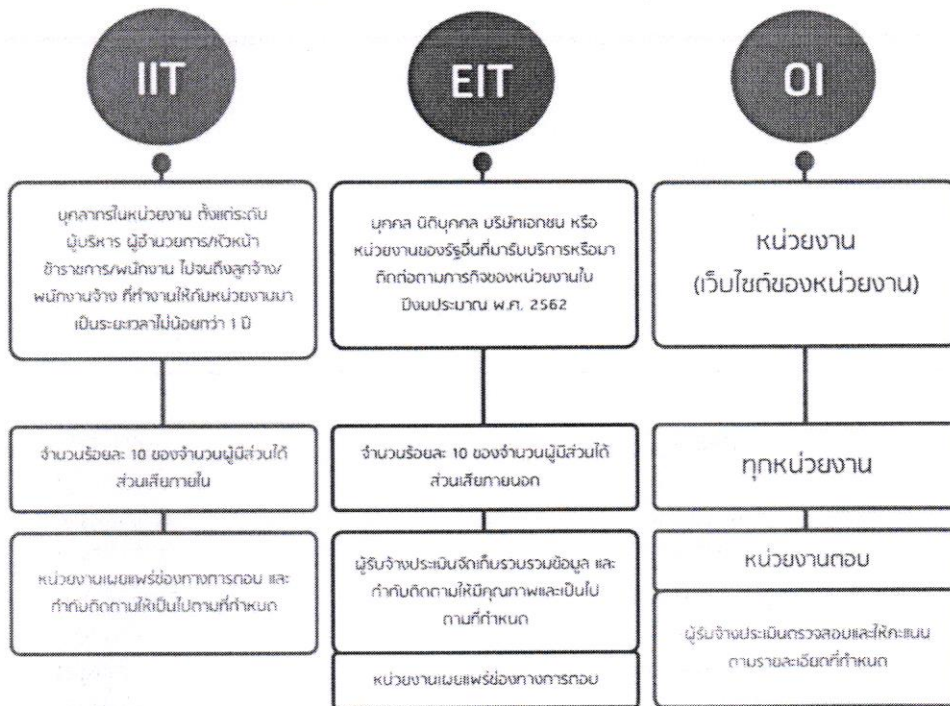 IIT
บุคลากรในหน่วยงาน ตั้งแต่ระดับ
ผู้บริหาร ผู้อำนวยการ/หัวหน้า
ข้าราชการ/พนักงาน ไปจนถึงลูกจ้าง/
พนักงานจ้าง ที่ทำงานให้กับหน่วยงานมา
เป็นระยะเวลาไม่น้อยกว่า 1 ปี
จำนวนร้อยละ 10 ของจำนวนผู้มีส่วนได้
ส่วนเสียภายใน
หน่วยงานเผยแพร่ช่องทางการตอบ และ
กำกับติดตามให้เป็นไปตามที่กำหนด
EIT
บุคคล นิติบุคคล บริษัทเอกชน หรือ
หน่วยงานของรัฐอื่นที่มารับบริการหรือมา
ติดต่อตามภารกิจของหน่วยงานใน
ปีงบประมาณ พ.ศ. 2562
จำนวนร้อยละ 10 ของจำนวนผู้มีส่วนได้
ส่วนเสียภายนอก
ผู้รับจ้างประเมินจัดเก็บรวบรวมข้อมูล และ
กำกับติดตามให้มีคุณภาพและเป็นไป
ตามที่กำหนด
หน่วยงานเผยแพร่ช่องทางการตอบ
OI
หน่วยงาน
(เว็บไซต์ของหน่วยงาน)
ทุกหน่วยงาน
หน่วยงานตอบ
ผู้รับจ้างประเมินตรวจสอบและให้คะแนน
ตามรายละเอียดที่กำหนด